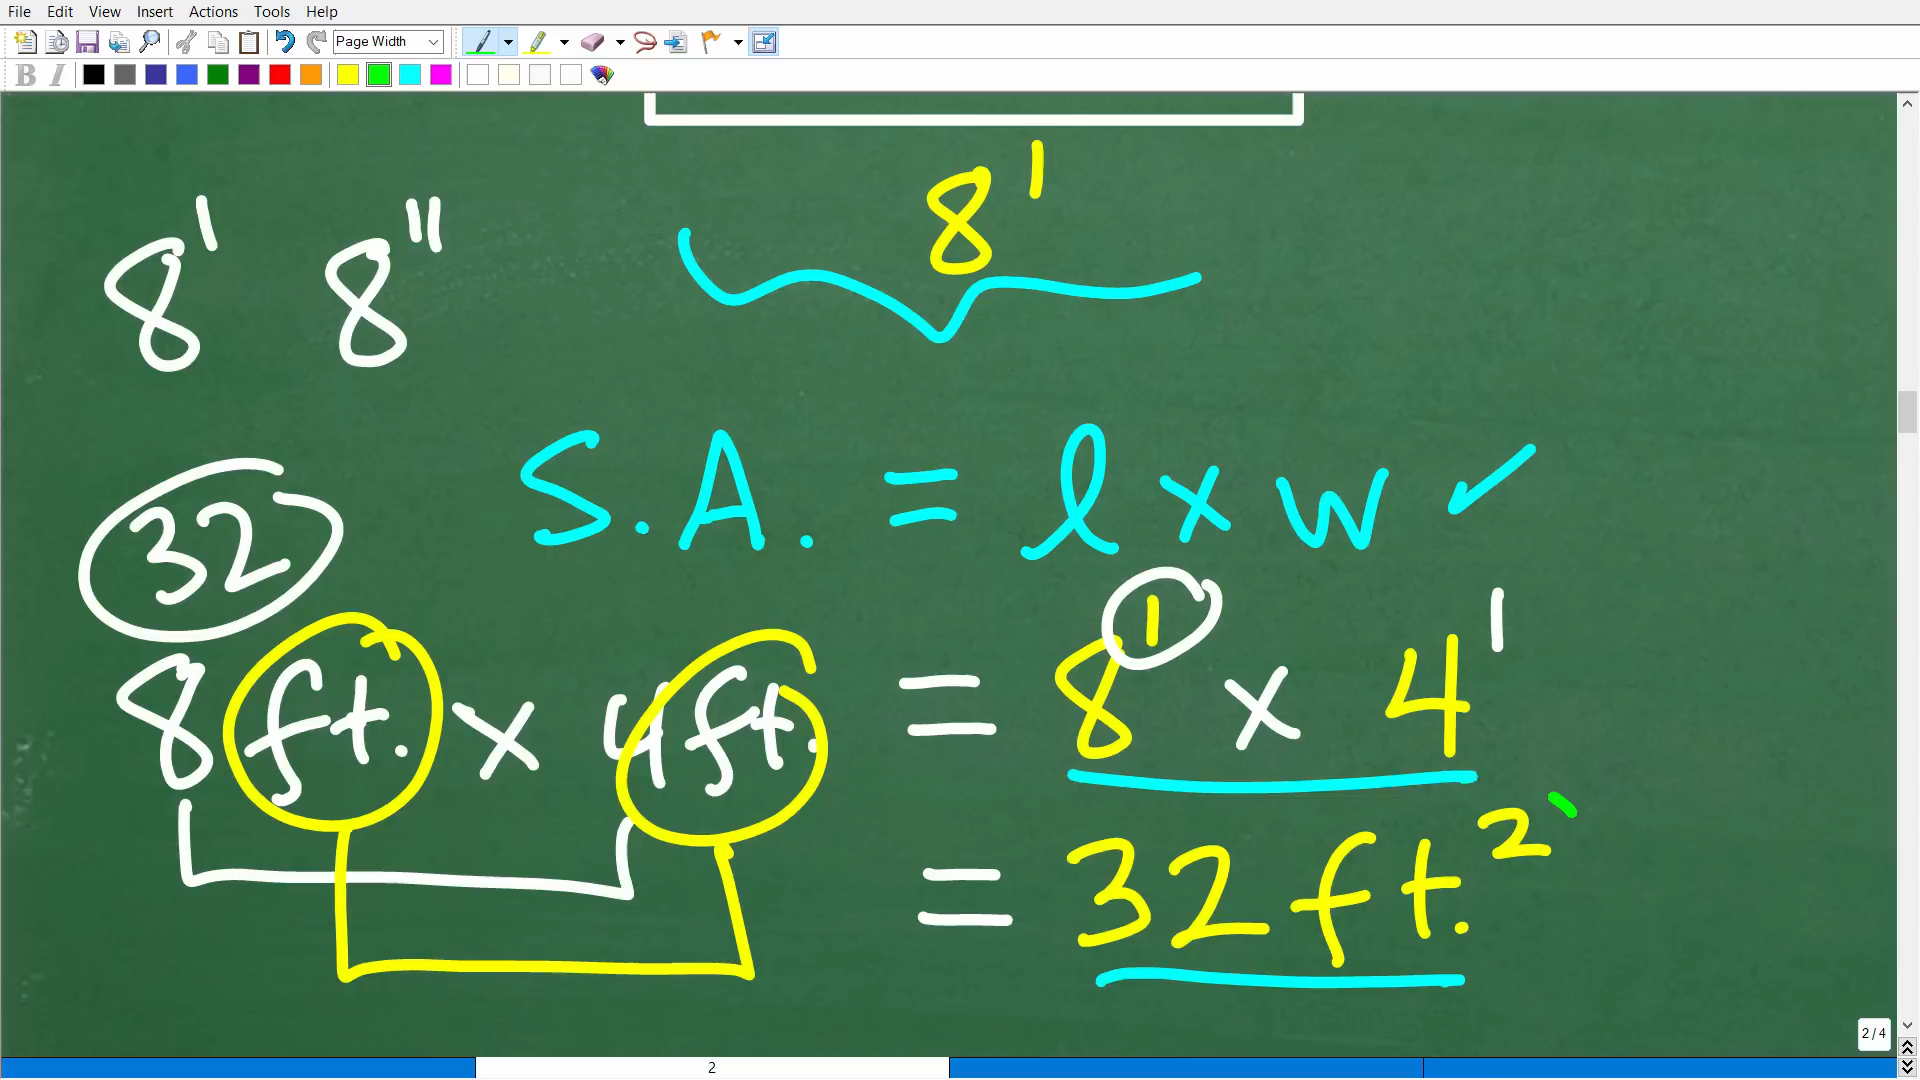 File Edit View Insert Actions Tools Help
Page Width
B I
8'
8' 8"
S.A. = l x w ✓
32
8 ft. x 4 ft. = 8' x 4'
= 32 ft.²
2 / 4
2